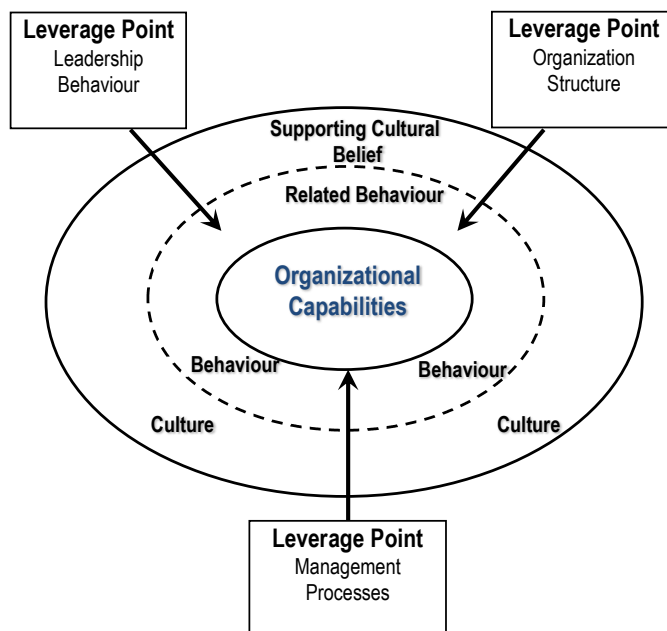 Leverage Point
Leadership
Behaviour
Leverage Point
Organization
Structure
Supporting Cultural
Belief
Related Behaviour
Organizational
Capabilities
Behaviour
Behaviour
Culture
Culture
Leverage Point
Management
Processes